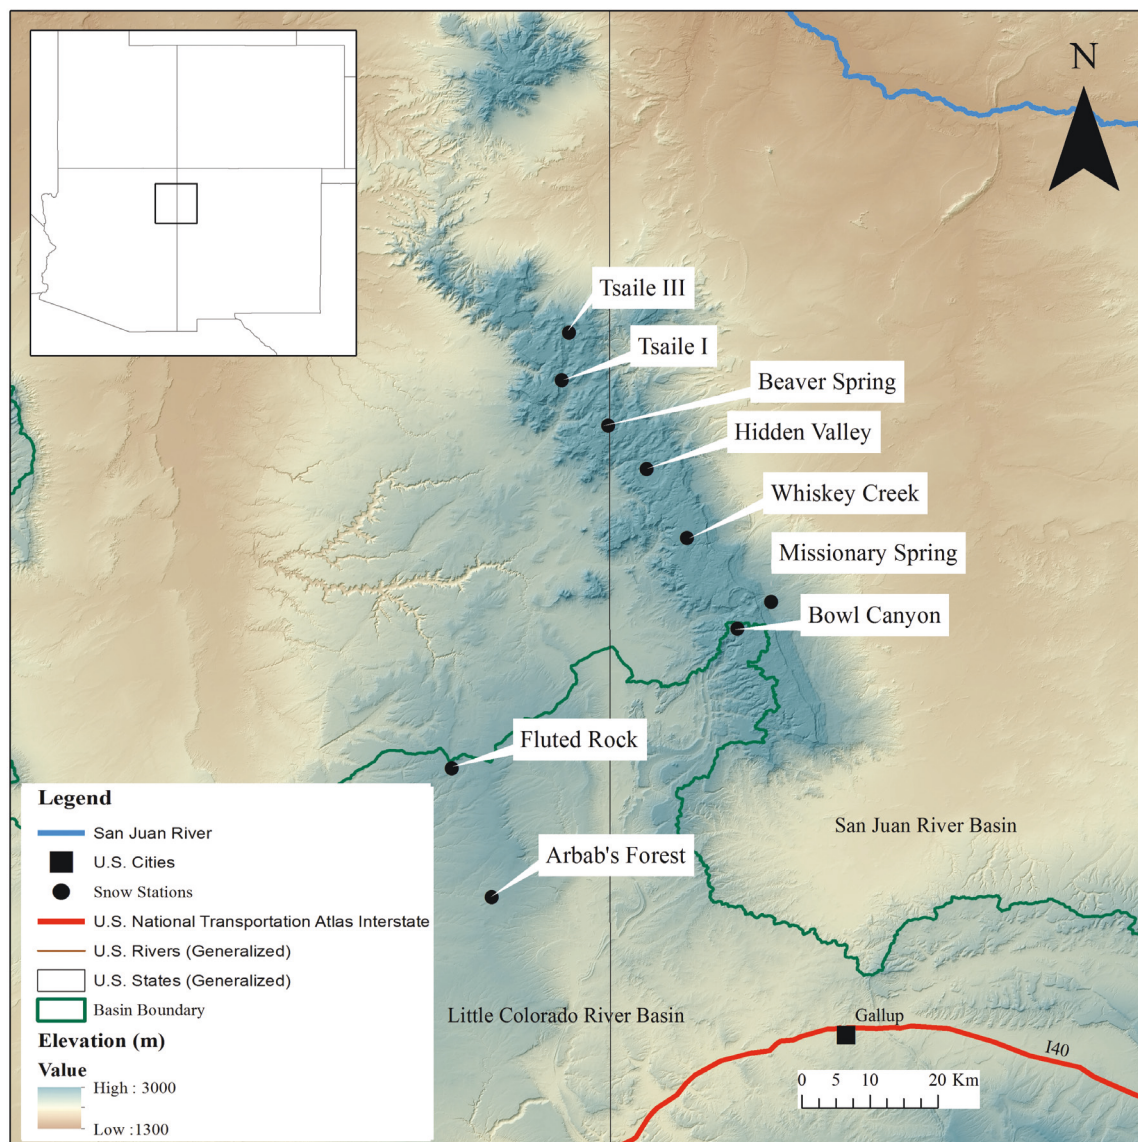 N
Tsaile III
Tsaile I
Beaver Spring
Hidden Valley
Whiskey Creek
Missionary Spring
Bowl Canyon
Fluted Rock
Arbab's Forest
San Juan River Basin
Little Colorado River Basin
Gallup
I40
0 5 10 20 Km
Legend
San Juan River
U.S. Cities
Snow Stations
U.S. National Transportation Atlas Interstate
U.S. Rivers (Generalized)
U.S. States (Generalized)
Basin Boundary
Elevation (m)
Value
High : 3000
Low :1300